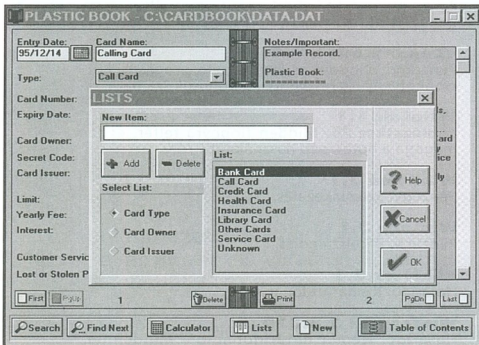 PLASTIC BOOK - C:\CARDBOOK\DATA.DAT
Entry Date: Card Name: Notes/Important:
95/12/14 Calling Card Example Record.
Type: Call Card Plastic Book:
===========
Card Number:
Expiry Date:
Card Owner:
Secret Code:
Card Issuer:
Limit:
Yearly Fee:
Interest:
Customer Servic
Lost or Stolen P
LISTS
New Item:
Add Delete
Select List:
Card Type
Card Owner
Card Issuer
List:
Bank Card
Call Card
Credit Card
Health Card
Insurance Card
Library Card
Other Cards
Service Card
Unknown
Help
Cancel
OK
First PgUp 1 Delete Print 2 PgDn Last
Search Find Next Calculator Lists New Table of Contents